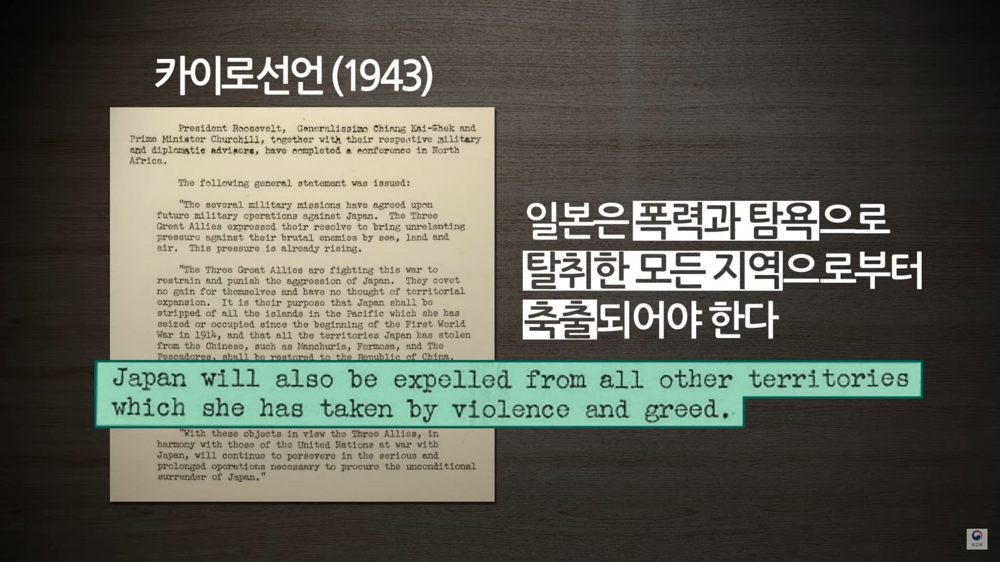 카이로선언 (1943)
President Roosevelt, Generalissimo Chiang Kai-Shek and
Prime Minister Churchill, together with their respective military
and diplomatic advisers, have completed a conference in North
Africa.
The following general statement was issued:
"The several military missions have agreed upon
future military operations against Japan. The Three
Great Allies expressed their resolve to bring unrelenting
pressure against their brutal enemies by sea, land and
air. This pressure is already rising.
"The Three Great Allies are fighting this war to
restrain and punish the aggression of Japan. They covet
no gain for themselves and have no thought of territorial
expansion. It is their purpose that Japan shall be
stripped of all the islands in the Pacific which she has
seized or occupied since the beginning of the First World
War in 1914, and that all the territories Japan has stolen
from the Chinese, such as Manchuria, Formosa, and The
Pescadores, shall be restored to the Republic of China.
Japan will also be expelled from all other territories
which she has taken by violence and greed.
"With these objects in view the Three Allies, in
harmony with those of the United Nations at war with
Japan, will continue to persevere in the serious and
prolonged operations necessary to procure the unconditional
surrender of Japan."
일본은 폭력과 탐욕으로
탈취한 모든 지역으로부터
축출되어야 한다
외교부